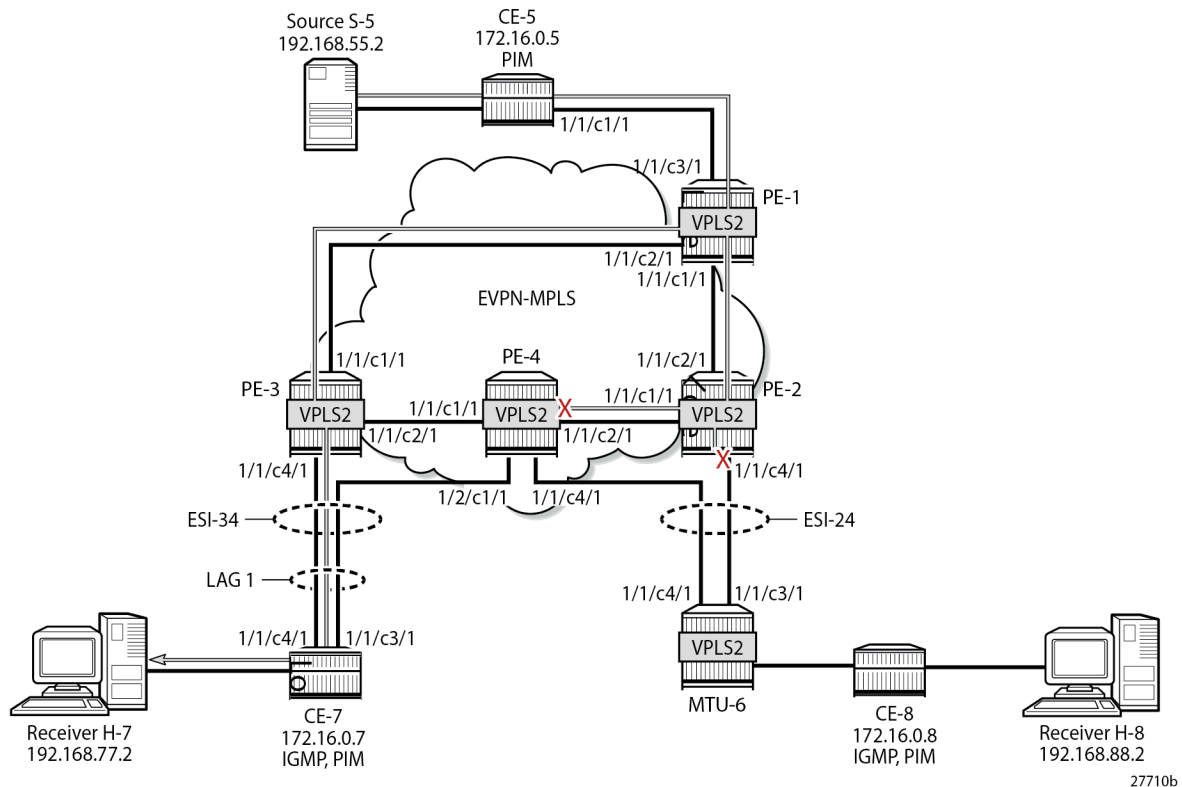 Source S-5
192.168.55.2
CE-5
172.16.0.5
PIM
1/1/c1/1
1/1/c3/1
PE-1
VPLS2
1/1/c2/1
1/1/c1/1
EVPN-MPLS
1/1/c1/1
PE-4
1/1/c2/1
PE-3
1/1/c1/1
PE-2
VPLS2
1/1/c1/1
VPLS2
X
VPLS2
1/1/c2/1
1/1/c2/1
X
1/1/c4/1
1/1/c4/1
1/2/c1/1
1/1/c4/1
ESI-34
ESI-24
LAG 1
1/1/c4/1
1/1/c3/1
1/1/c4/1
1/1/c3/1
VPLS2
MTU-6
Receiver H-7
192.168.77.2
CE-7
172.16.0.7
IGMP, PIM
CE-8
172.16.0.8
IGMP, PIM
Receiver H-8
192.168.88.2
27710b